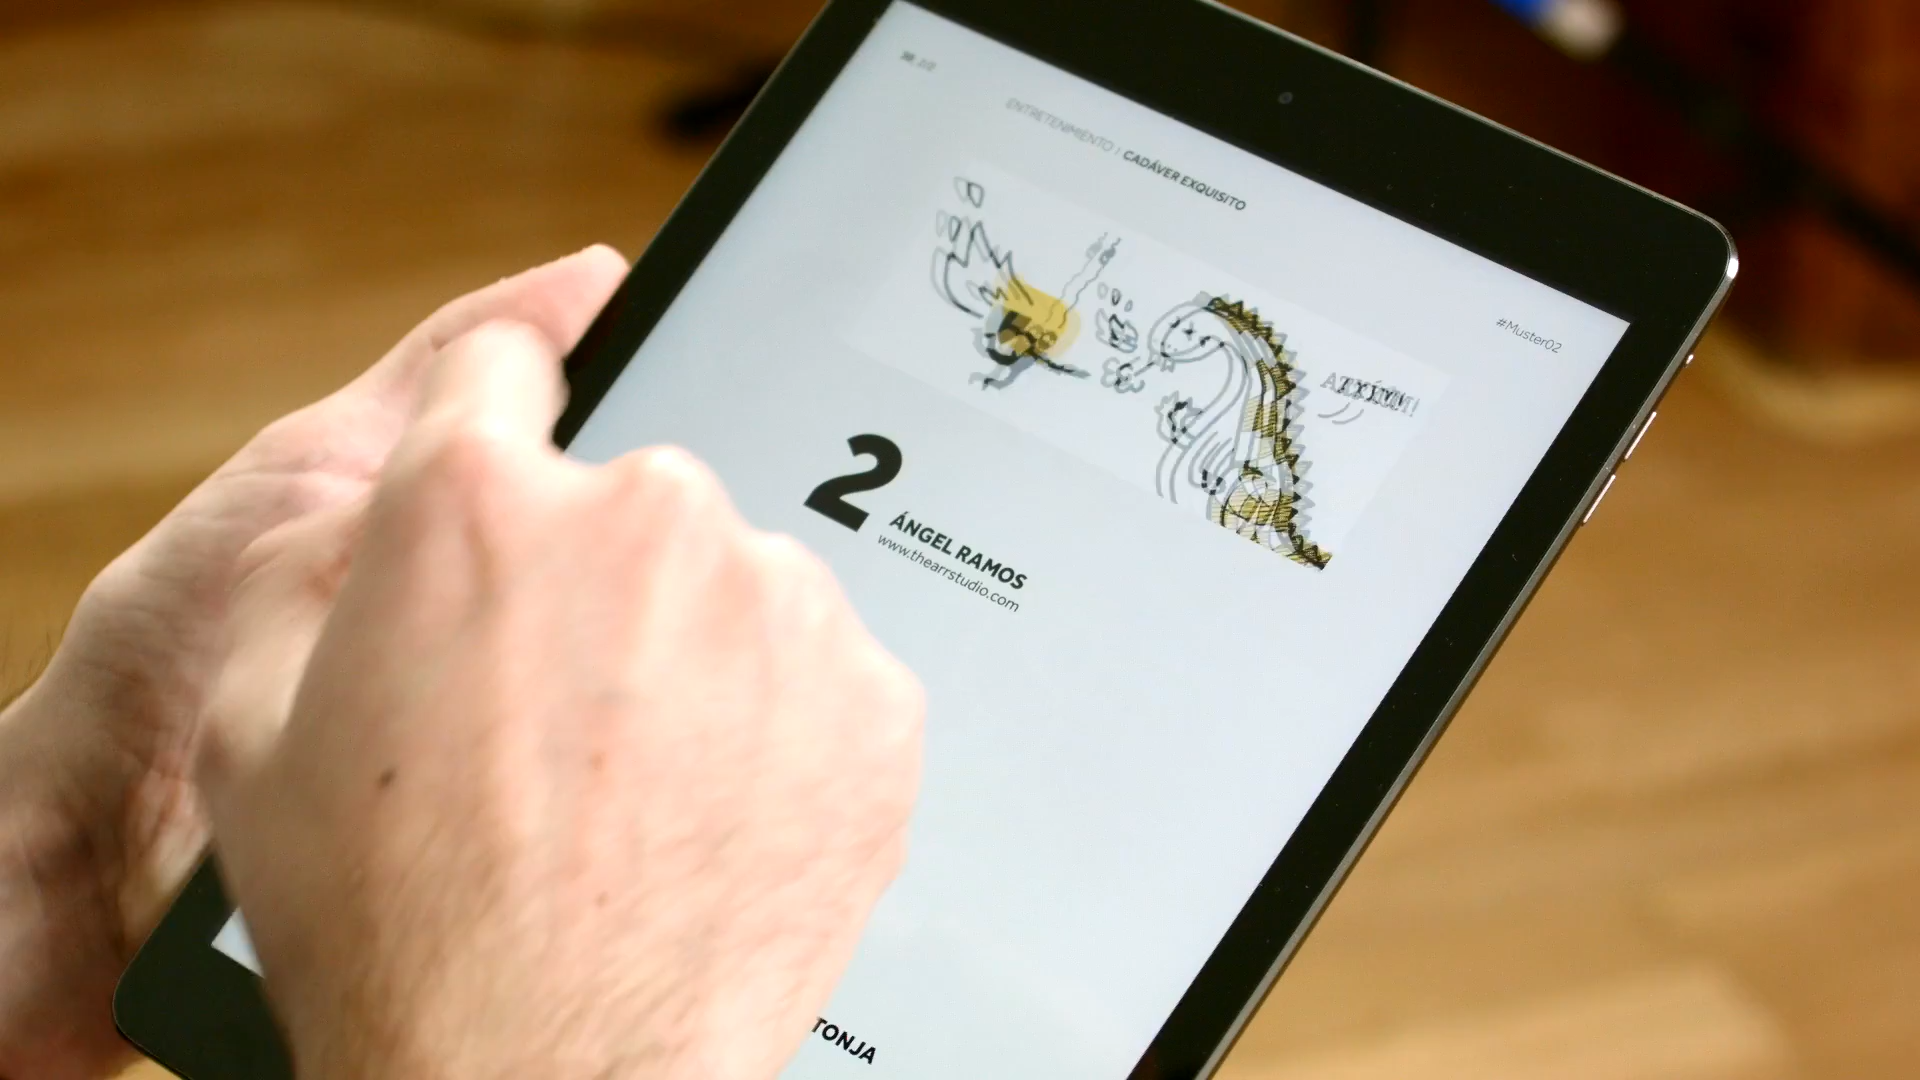 ENTRETENIMIENTO / CADÁVER EXQUISITO
#Muster02
2
ÁNGEL RAMOS
www.thearrstudio.com
TONJA